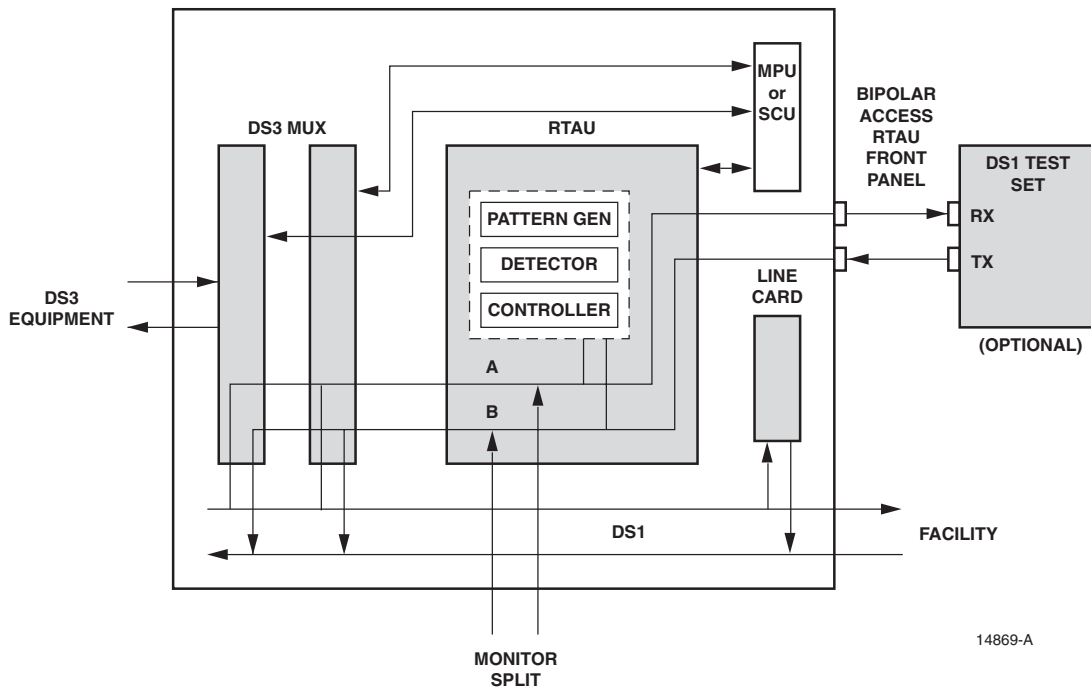 MPU
or
SCU
BIPOLAR
ACCESS
RTAU
FRONT
PANEL
DS3 MUX
RTAU
DS1 TEST
SET
RX
TX
(OPTIONAL)
PATTERN GEN
DETECTOR
CONTROLLER
LINE
CARD
DS3
EQUIPMENT
A
B
DS1
FACILITY
MONITOR
SPLIT
14869-A